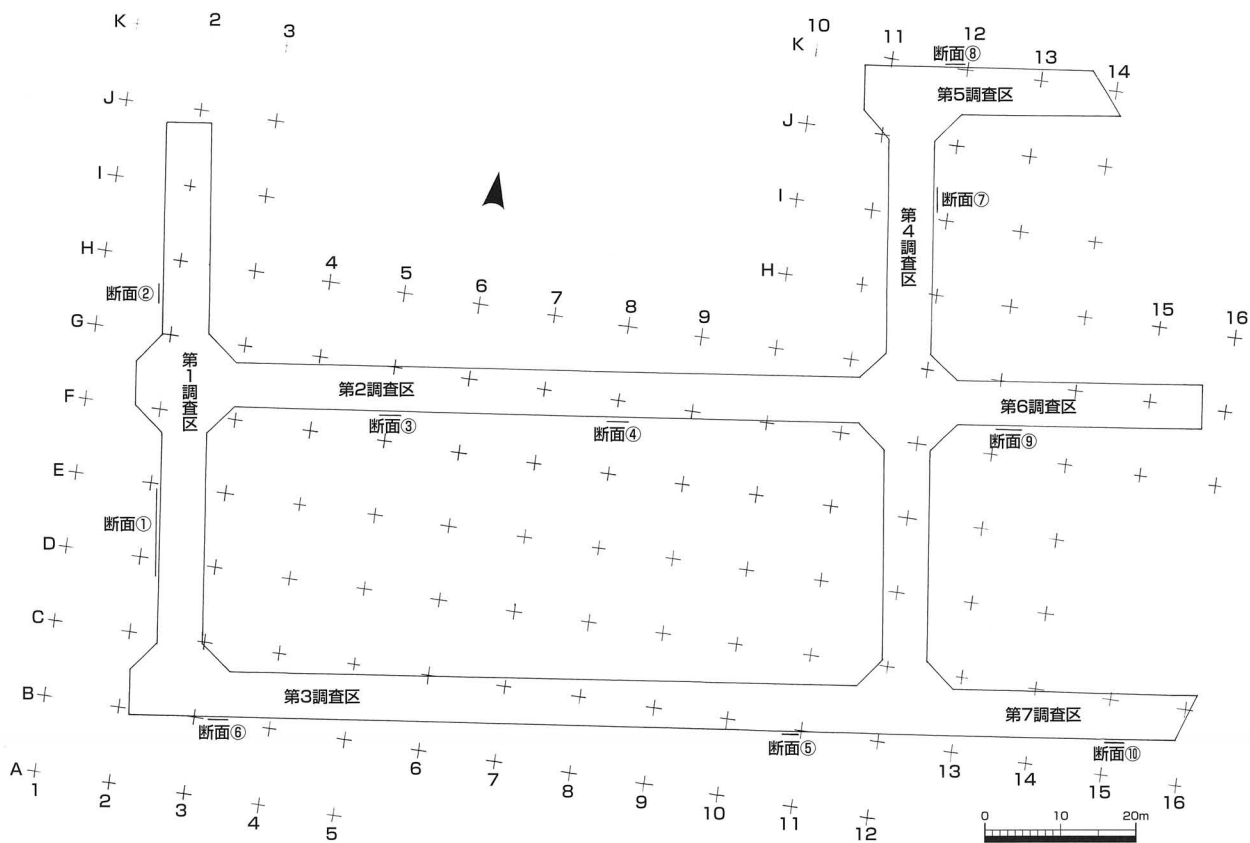 K
2
3
10
K
11
12
断面⑧
13
14
第5調査区
J
J
I
I
断面⑦
第4調査区
H
H
断面②
4
5
6
7
8
9
G
15
16
第1調査区
第2調査区
F
第6調査区
断面③
断面④
断面⑨
E
断面①
D
C
B
第3調査区
第7調査区
断面⑥
断面⑤
断面⑩
A
1
2
3
4
5
6
7
8
9
10
11
12
13
14
15
16
0 10 20m